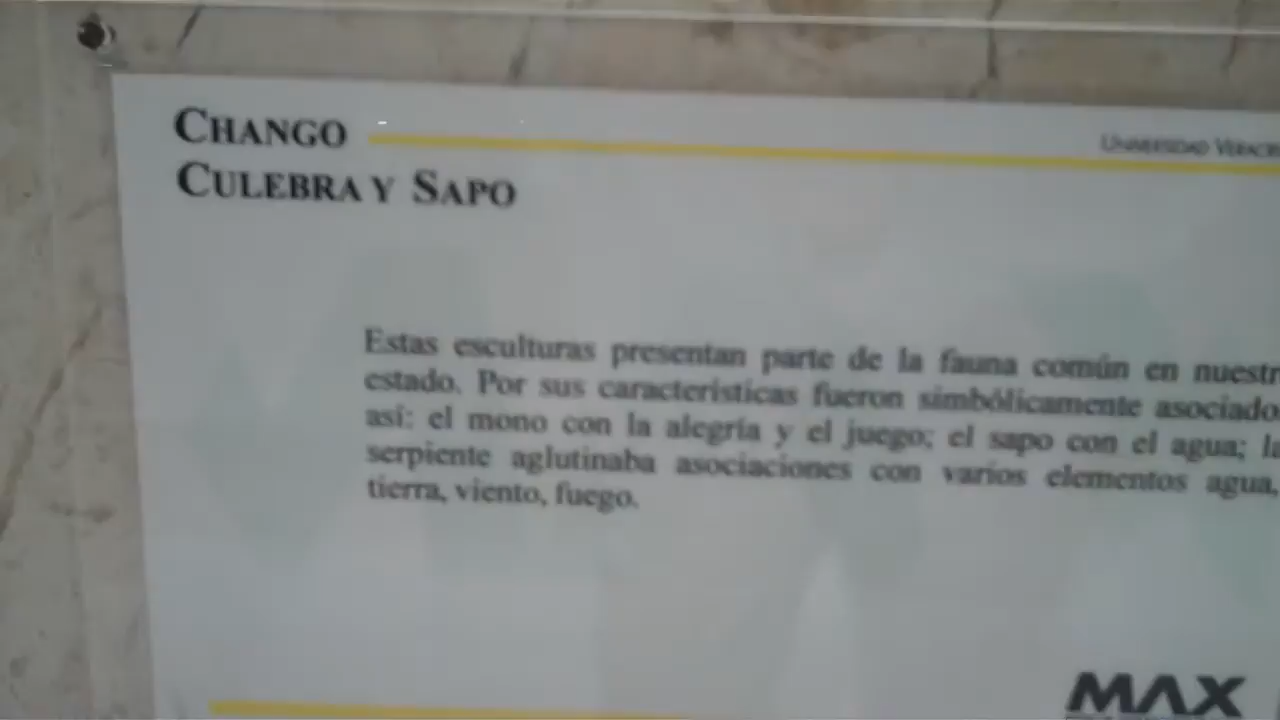 CHANGO
UNIVERSIDAD VERACRU
CULEBRA Y SAPO
Estas esculturas presentan parte de la fauna común en nuestr
estado. Por sus características fueron simbólicamente asociado
así: el mono con la alegría y el juego; el sapo con el agua; la
serpiente aglutinaba asociaciones con varios elementos agua,
tierra, viento, fuego.
MAX